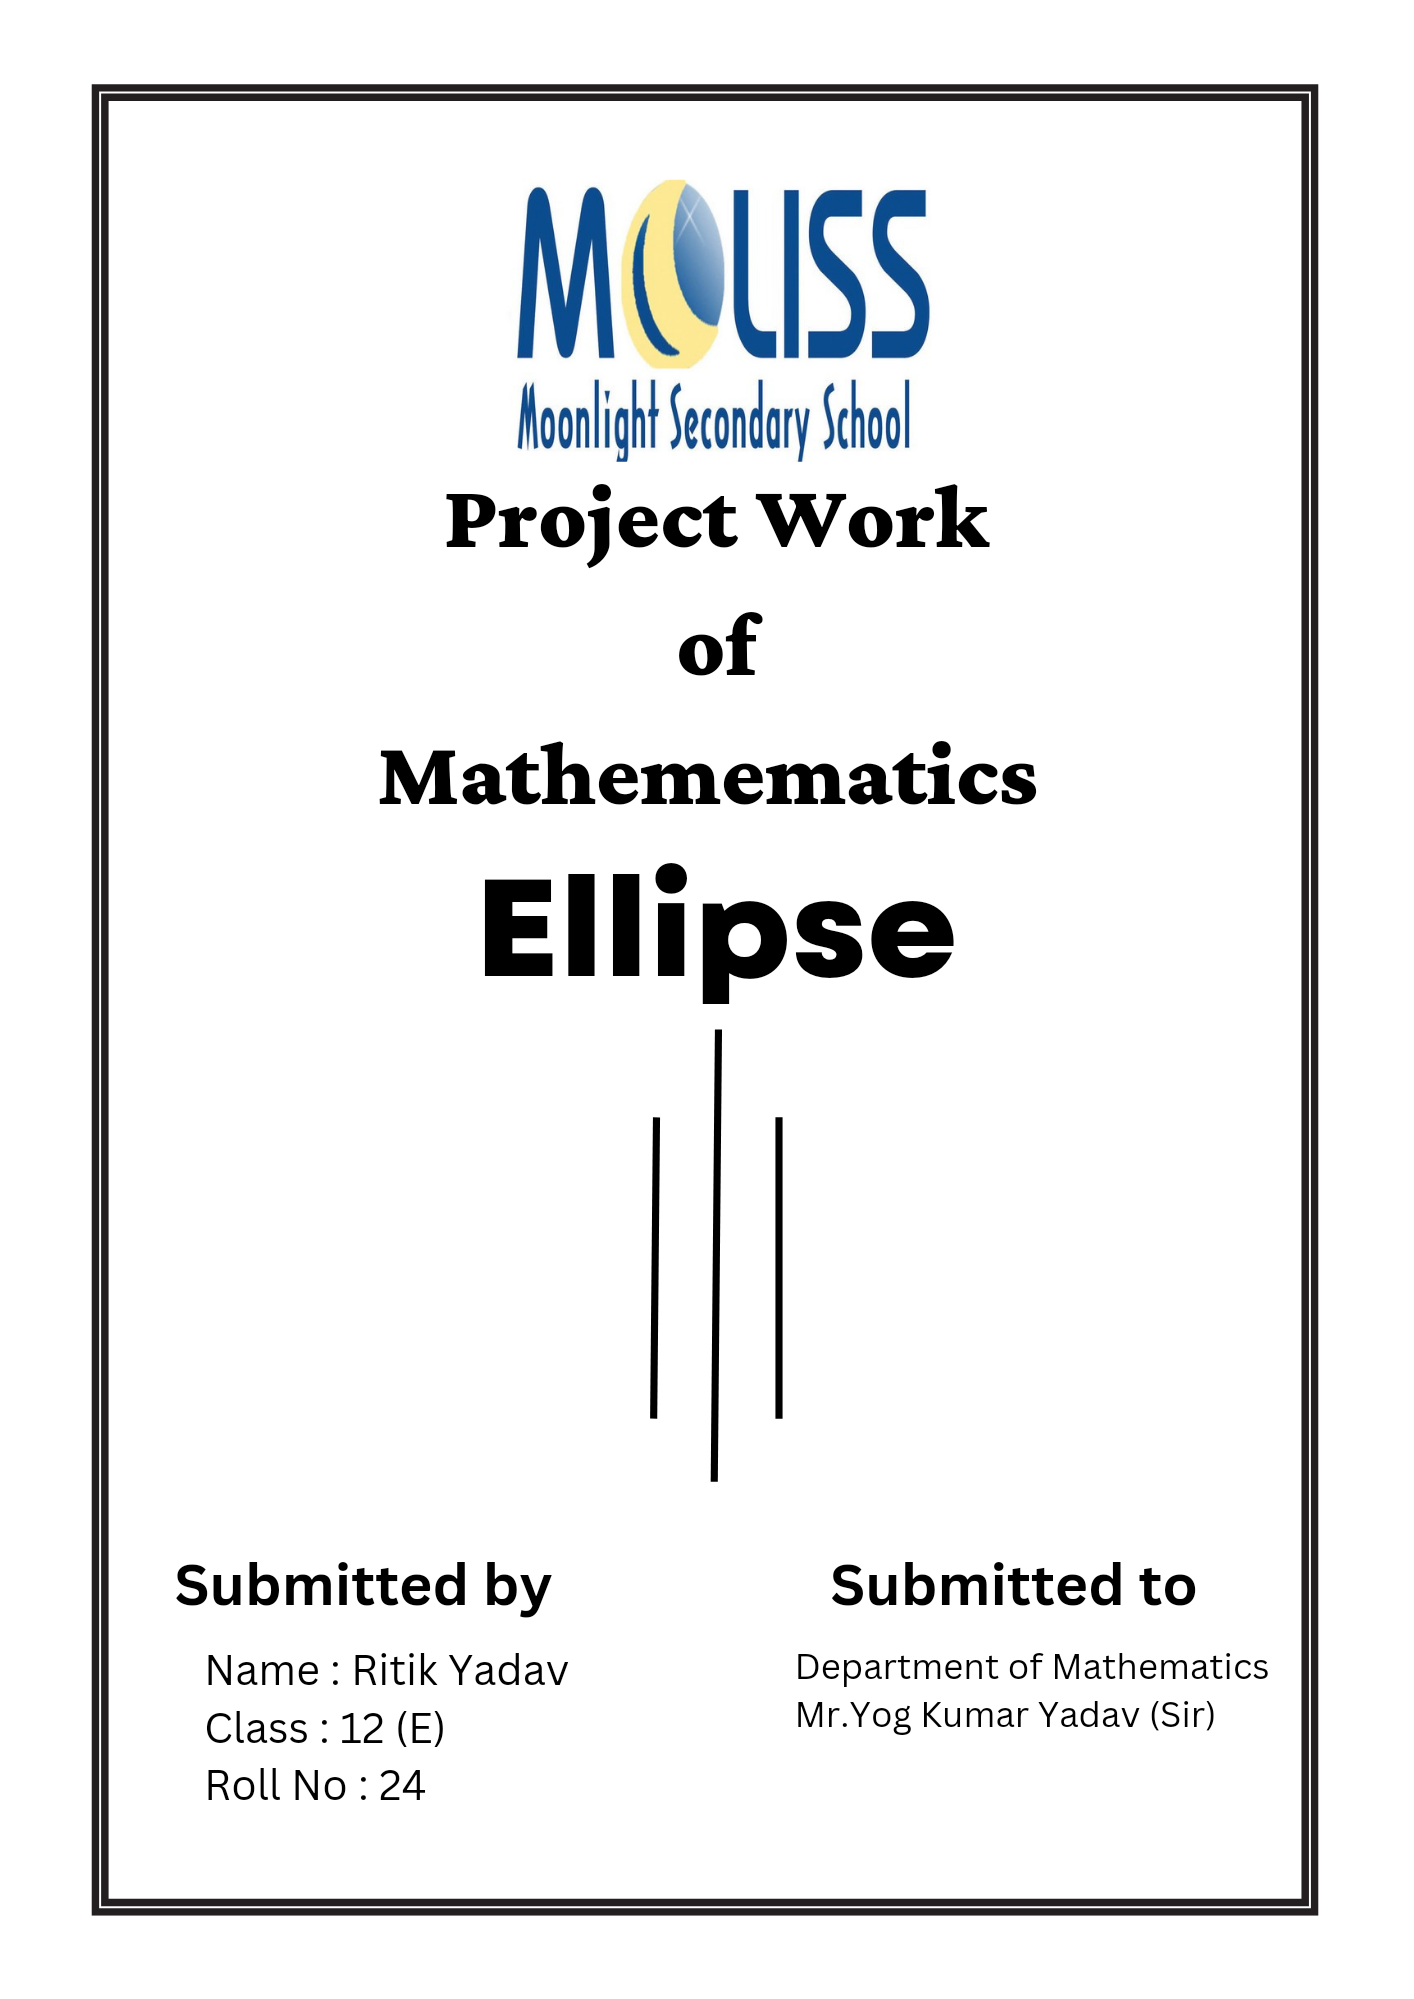 MOLISS
Moonlight Secondary School
Project Work
of
Mathemematics
Ellipse
Submitted by
Name : Ritik Yadav
Class : 12 (E)
Roll No : 24
Submitted to
Department of Mathematics
Mr.Yog Kumar Yadav (Sir)